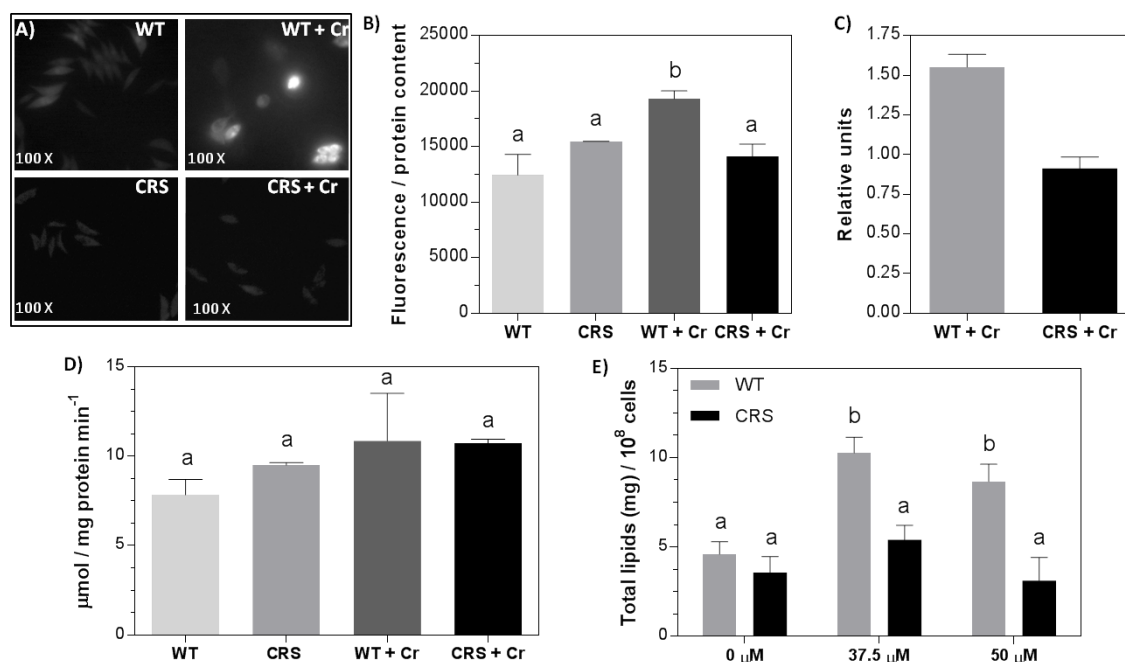 A)
WT
WT + Cr
100 X
100 X
CRS
CRS + Cr
100 X
100 X
B)
Fluorescence / protein content
25000
20000
15000
10000
5000
0
a
a
b
a
WT
CRS
WT + Cr
CRS + Cr
C)
Relative units
1.75
1.50
1.25
1.00
0.75
0.50
0.25
0.00
WT + Cr
CRS + Cr
D)
µmol / mg protein min⁻¹
15
10
5
0
a
a
a
a
WT
CRS
WT + Cr
CRS + Cr
E)
Total lipids (mg) / 10⁸ cells
15
10
5
0
WT
CRS
a
a
b
a
b
a
0 µM
37.5 µM
50 µM